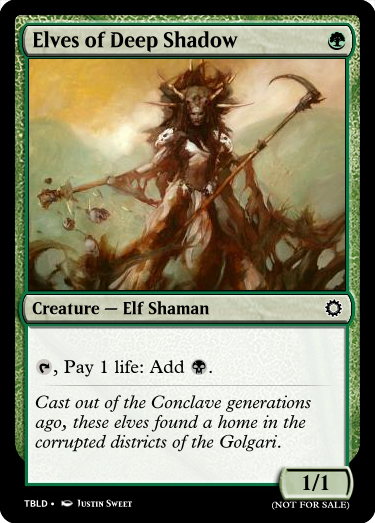 Elves of Deep Shadow
Creature — Elf Shaman
, Pay 1 life: Add .
Cast out of the Conclave generations
ago, these elves found a home in the
corrupted districts of the Golgari.
1/1
TBLD • Justin Sweet
(NOT FOR SALE)